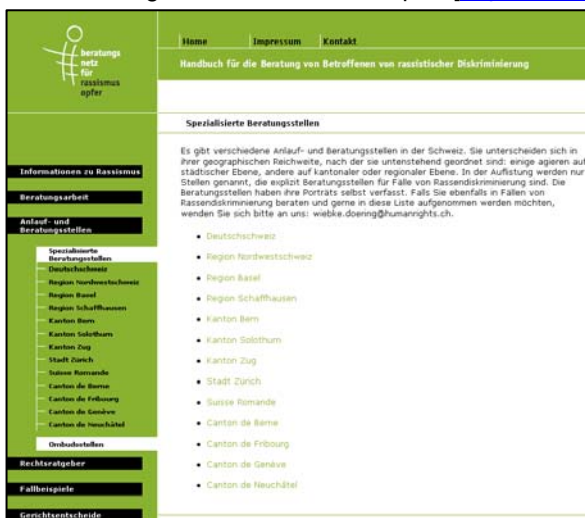 beratungs
netz
für
rassismus
opfer
Home Impressum Kontakt
Handbuch für die Beratung von Betroffenen von rassistischer Diskriminierung
Informationen zu Rassismus
Beratungsarbeit
Anlauf- und
Beratungsstellen
Spezialisierte
Beratungsstellen
Deutschschweiz
Region Nordwestschweiz
Region Basel
Region Schaffhausen
Kanton Bern
Kanton Solothurn
Kanton Zug
Stadt Zürich
Suisse Romande
Canton de Berne
Canton de Fribourg
Canton de Genève
Canton de Neuchâtel
Ombudsstellen
Rechtsratgeber
Fallbeispiele
Gerichtsentscheide
Spezialisierte Beratungsstellen
Es gibt verschiedene Anlauf- und Beratungsstellen in der Schweiz. Sie unterscheiden sich in
ihrer geographischen Reichweite, nach der sie untenstehend geordnet sind: einige agieren auf
städtischer Ebene, andere auf kantonaler oder regionaler Ebene. In der Auflistung werden nur
Stellen genannt, die explizit Beratungsstellen für Fälle von Rassendiskriminierung sind. Die
Beratungsstellen haben ihre Porträts selbst verfasst. Falls Sie ebenfalls in Fällen von
Rassendiskriminierung beraten und gerne in diese Liste aufgenommen werden möchten,
wenden Sie sich bitte an uns: wiebke.doering@humanrights.ch.
• Deutschschweiz
• Region Nordwestschweiz
• Region Basel
• Region Schaffhausen
• Kanton Bern
• Kanton Solothurn
• Kanton Zug
• Stadt Zürich
• Suisse Romande
• Canton de Berne
• Canton de Fribourg
• Canton de Genève
• Canton de Neuchâtel